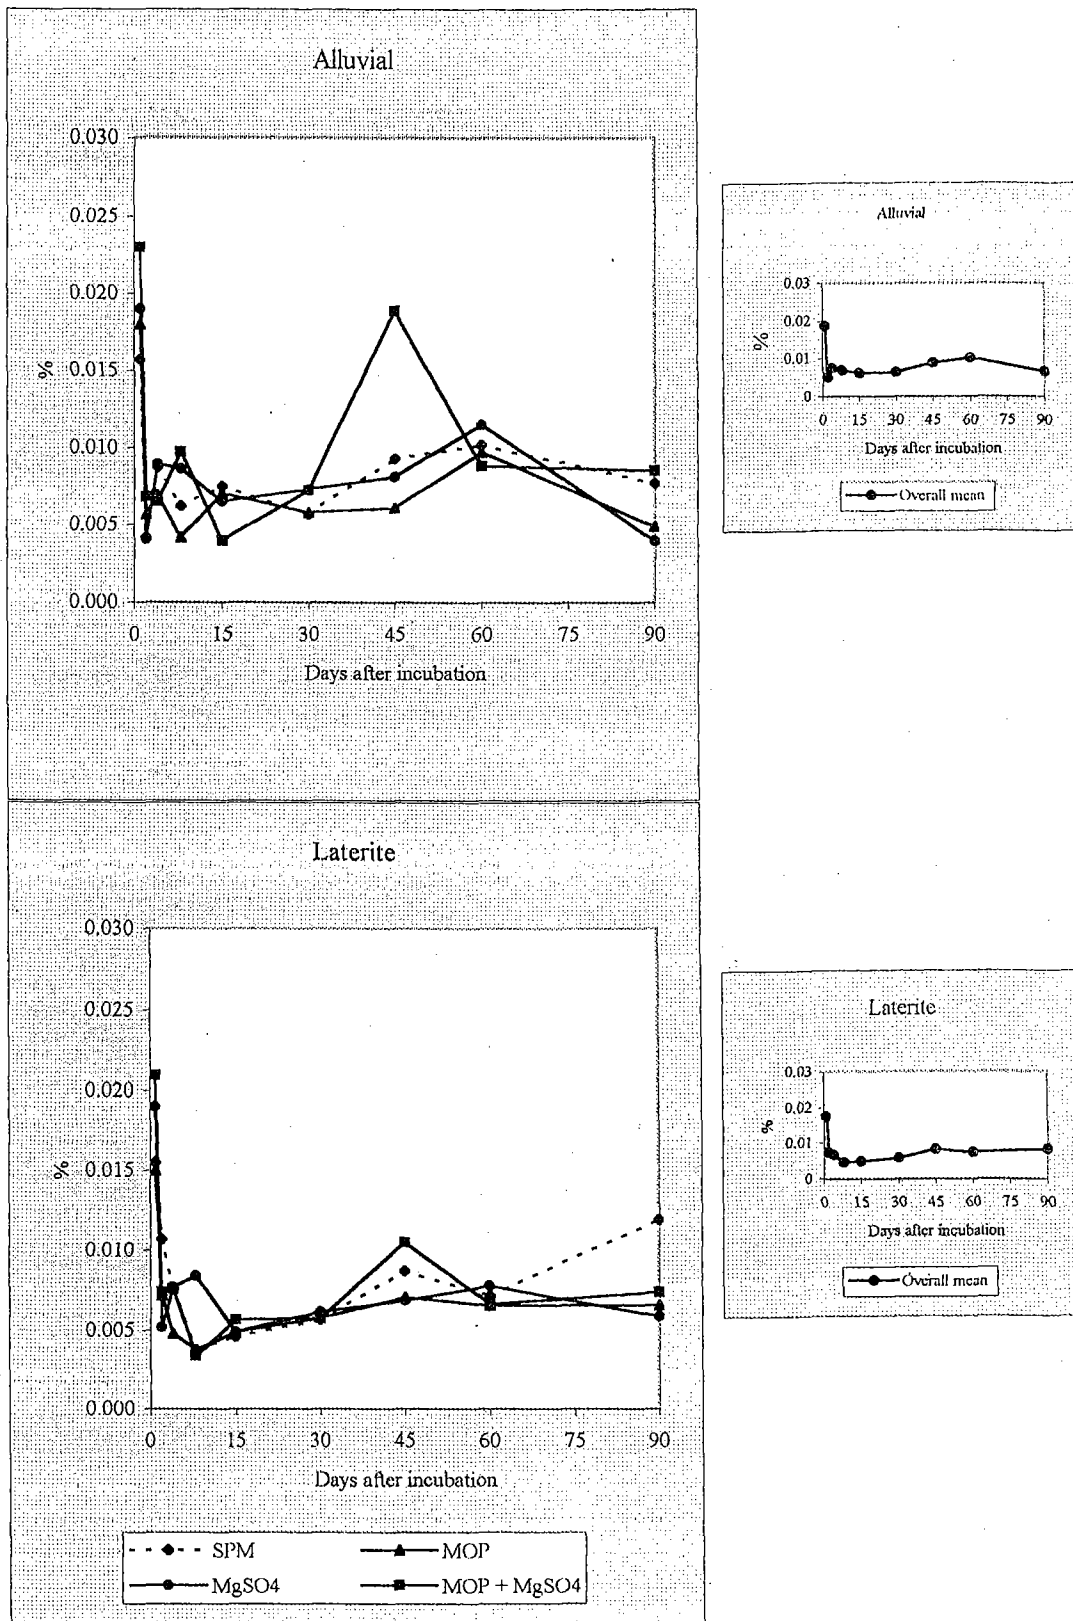 Alluvial
0.030
0.025
0.020
0.015
0.010
0.005
0.000
%
0 15 30 45 60 75 90
Days after incubation
Alluvial
0.03
0.02
0.01
0
%
0 15 30 45 60 75 90
Days after incubation
Overall mean
Laterite
0.030
0.025
0.020
0.015
0.010
0.005
0.000
%
0 15 30 45 60 75 90
Days after incubation
SPM
MOP
MgSO4
MOP + MgSO4
Laterite
0.03
0.02
0.01
0
%
0 15 30 45 60 75 90
Days after incubation
Overall mean